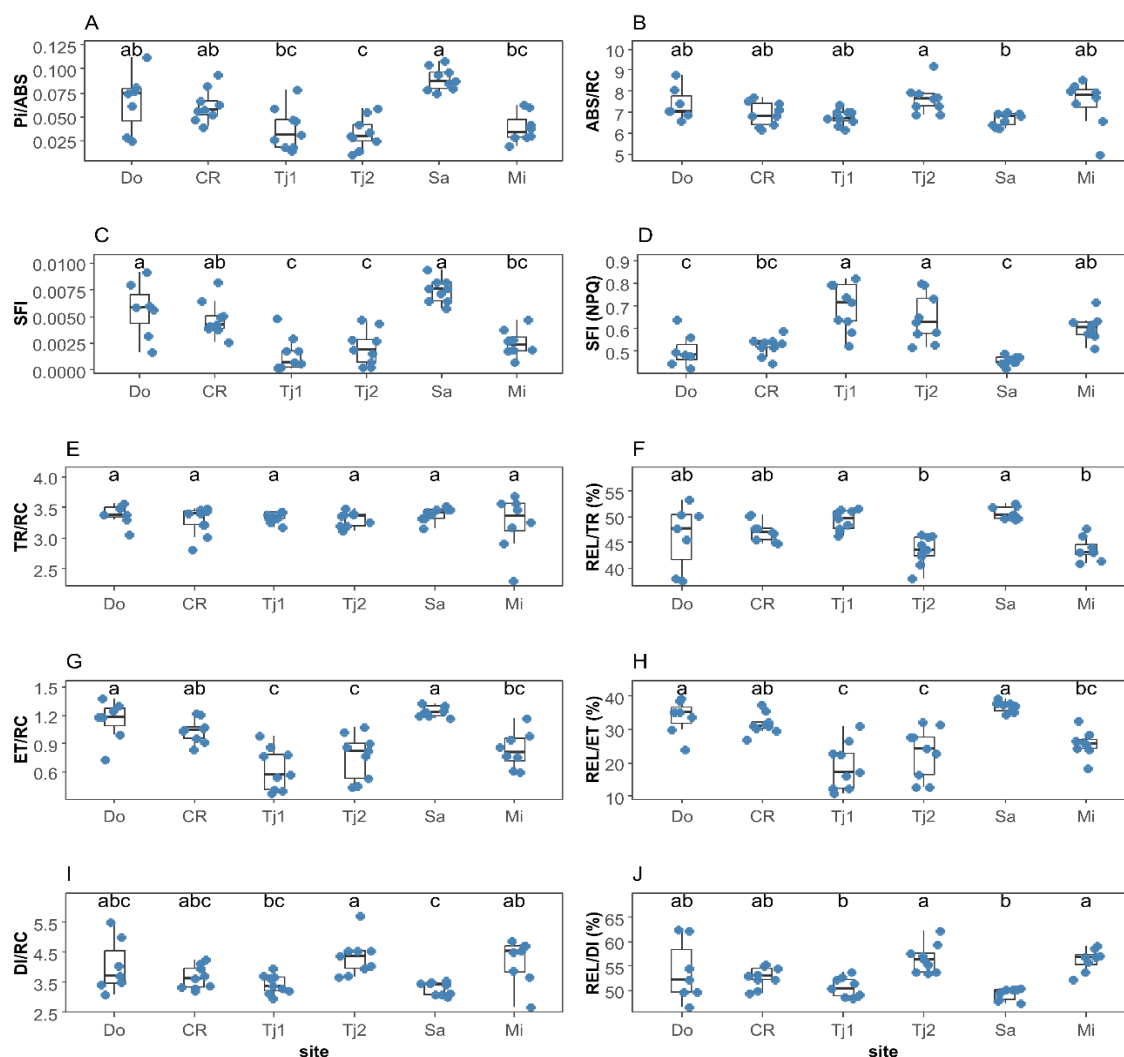 A
Pi/ABS
0.125
0.100
0.075
0.050
0.025
ab ab bc c a bc
Do CR Tj1 Tj2 Sa Mi
B
ABS/RC
10
9
8
7
6
5
ab ab ab a b ab
Do CR Tj1 Tj2 Sa Mi
C
SFI
0.0100
0.0075
0.0050
0.0025
0.0000
a ab c c a bc
Do CR Tj1 Tj2 Sa Mi
D
SFI (NPQ)
0.9
0.8
0.7
0.6
0.5
c bc a a c ab
Do CR Tj1 Tj2 Sa Mi
E
TR/RC
4.0
3.5
3.0
2.5
a a a a a a
Do CR Tj1 Tj2 Sa Mi
F
REL/TR (%)
55
50
45
40
ab ab a b a b
Do CR Tj1 Tj2 Sa Mi
G
ET/RC
1.5
1.2
0.9
0.6
a ab c c a bc
Do CR Tj1 Tj2 Sa Mi
H
REL/ET (%)
40
30
20
10
a ab c c a bc
Do CR Tj1 Tj2 Sa Mi
I
DI/RC
5.5
4.5
3.5
2.5
abc abc bc a c ab
Do CR Tj1 Tj2 Sa Mi
site
J
REL/DI (%)
65
60
55
50
ab ab b a b a
Do CR Tj1 Tj2 Sa Mi
site